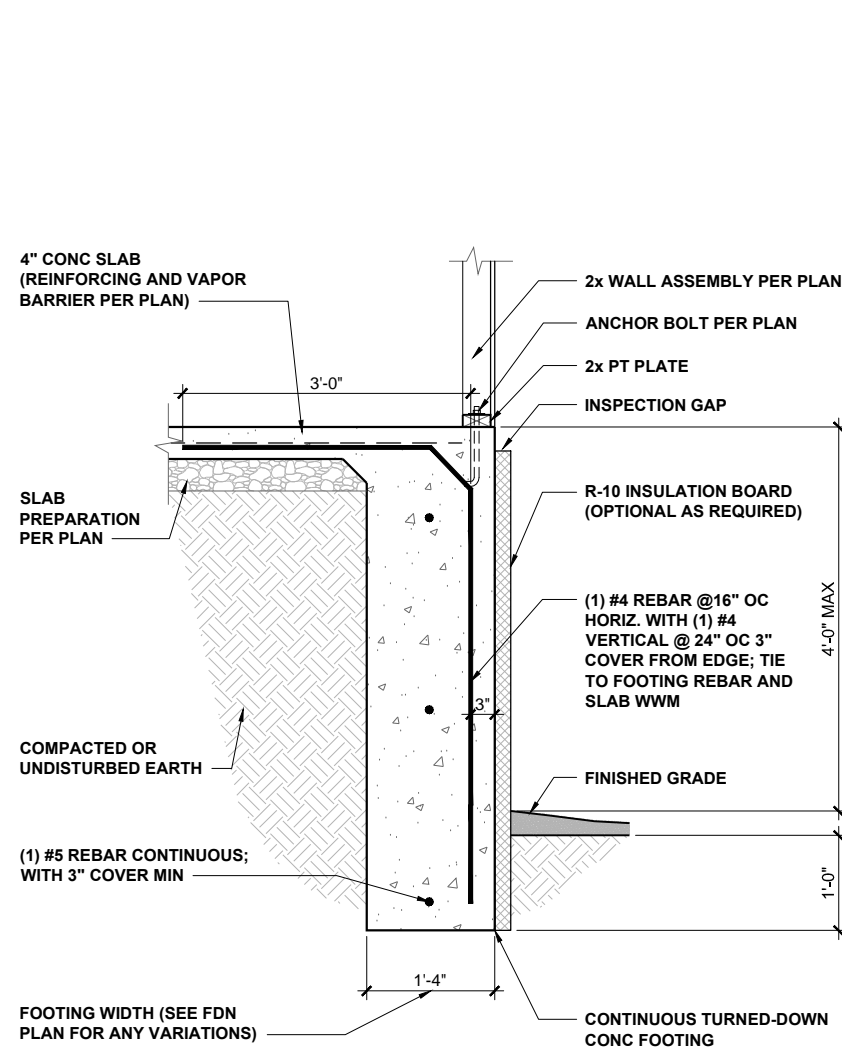 4" CONC SLAB
(REINFORCING AND VAPOR
BARRIER PER PLAN)
3'-0"
2x WALL ASSEMBLY PER PLAN
ANCHOR BOLT PER PLAN
2x PT PLATE
INSPECTION GAP
SLAB
PREPARATION
PER PLAN
R-10 INSULATION BOARD
(OPTIONAL AS REQUIRED)
(1) #4 REBAR @16" OC
HORIZ. WITH (1) #4
VERTICAL @ 24" OC 3"
COVER FROM EDGE; TIE
TO FOOTING REBAR AND
SLAB WWM
4'-0" MAX
3"
COMPACTED OR
UNDISTURBED EARTH
FINISHED GRADE
(1) #5 REBAR CONTINUOUS;
WITH 3" COVER MIN
1'-0"
1'-4"
FOOTING WIDTH (SEE FDN
PLAN FOR ANY VARIATIONS)
CONTINUOUS TURNED-DOWN
CONC FOOTING